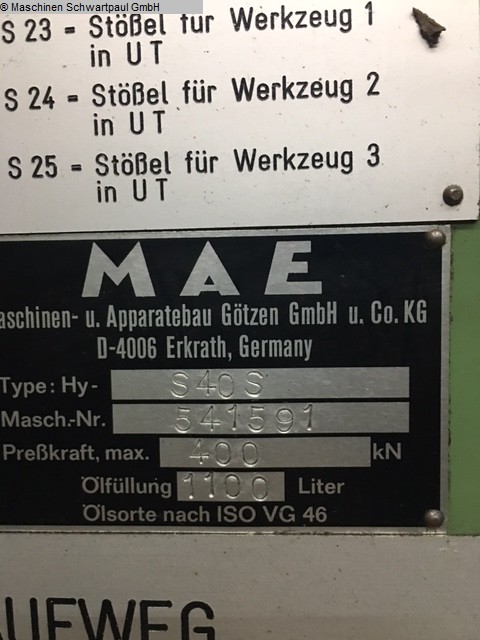 © Maschinen Schwartpaul GmbH
S 23 = Stößel für Werkzeug 1
in UT
S 24 = Stößel für Werkzeug 2
in UT
S 25 = Stößel für Werkzeug 3
in UT
MAE
aschinen- u. Apparatebau Götzen GmbH u. Co. KG
D-4006 Erkrath, Germany
Type: Hy- S40S
Masch.-Nr. 541591
Preßkraft, max. 400 kN
Ölfüllung 1100 Liter
Ölsorte nach ISO VG 46
AUFWEG